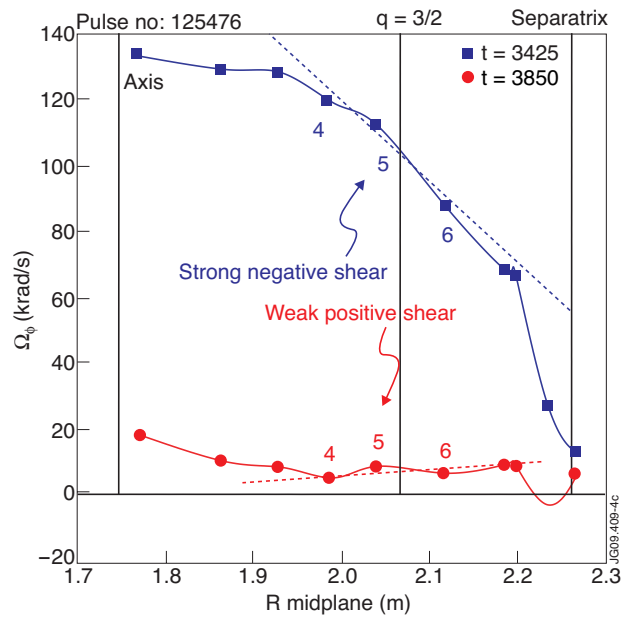 Pulse no: 125476
q = 3/2
Separatrix
140
120
100
80
60
40
20
0
−20
Ωφ (krad/s)
Axis
t = 3425
t = 3850
4
5
6
Strong negative shear
Weak positive shear
4
5
6
1.7
1.8
1.9
2.0
2.1
2.2
2.3
R midplane (m)
JG09.409-4c